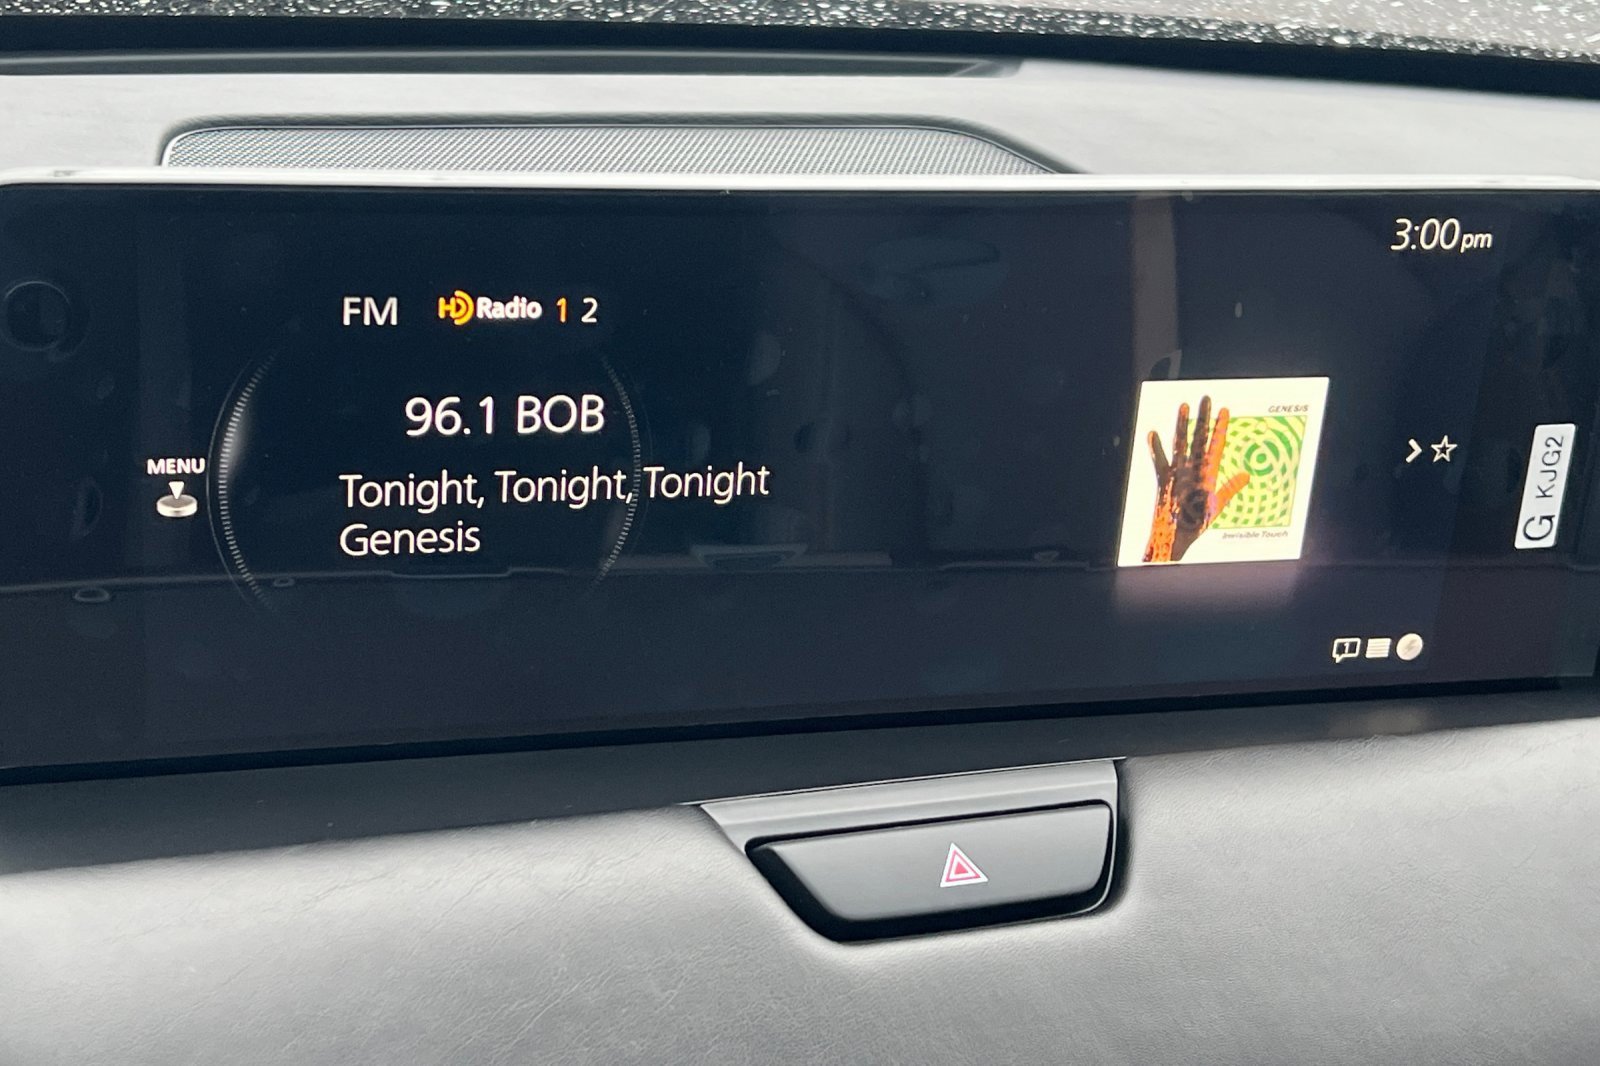 3:00pm
FM HD Radio 1 2
96.1 BOB
MENU
Tonight, Tonight, Tonight
Genesis
GENESIS
Invisible Touch
G KJG2
1